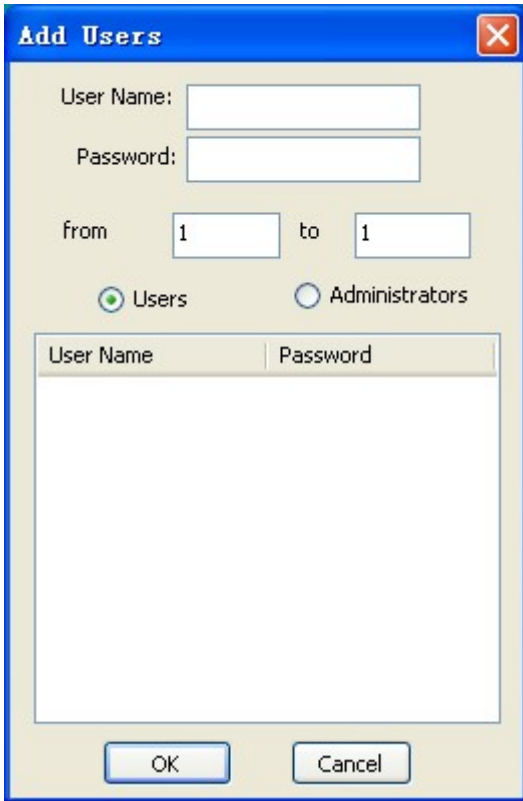 Add Users
User Name:
Password:
from 1 to 1
Users Administrators
User Name Password
OK Cancel